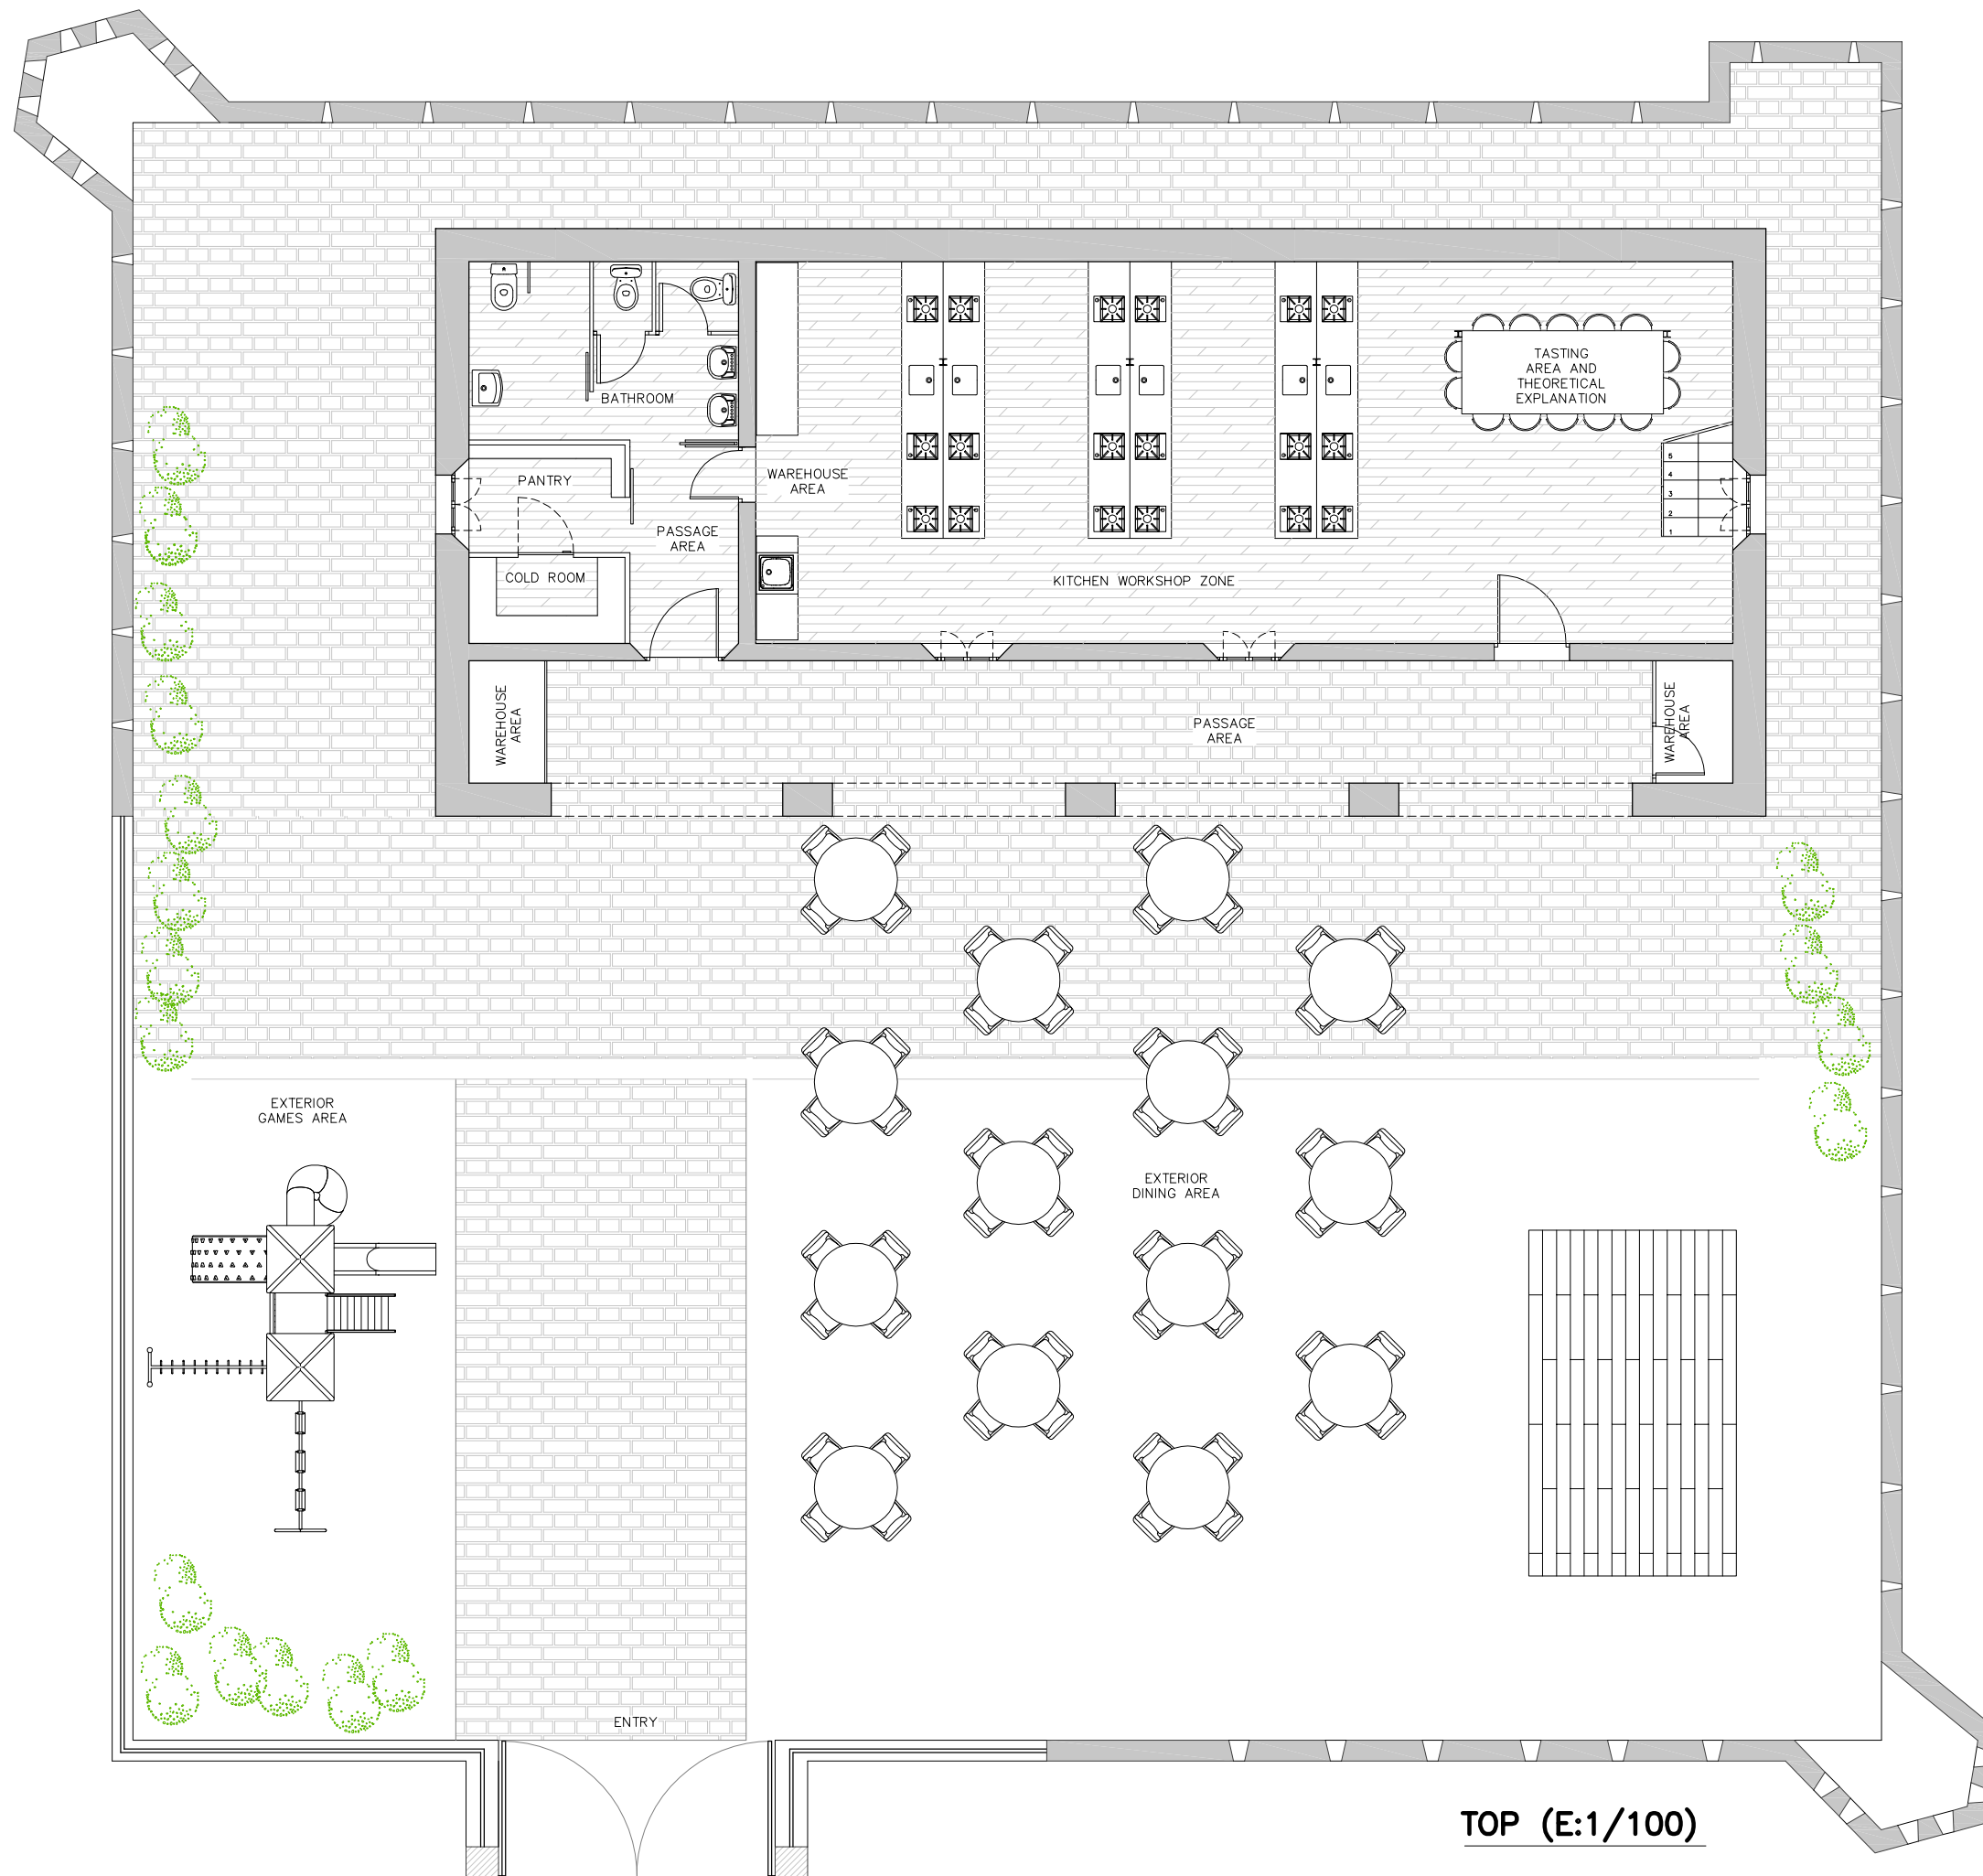 TASTING
AREA AND
THEORETICAL
EXPLANATION
BATHROOM
PANTRY
WAREHOUSE
AREA
5
4
3
2
1
PASSAGE
AREA
COLD ROOM
KITCHEN WORKSHOP ZONE
WAREHOUSE
AREA
PASSAGE
AREA
WAREHOUSE
AREA
EXTERIOR
GAMES AREA
EXTERIOR
DINING AREA
ENTRY
TOP (E:1/100)